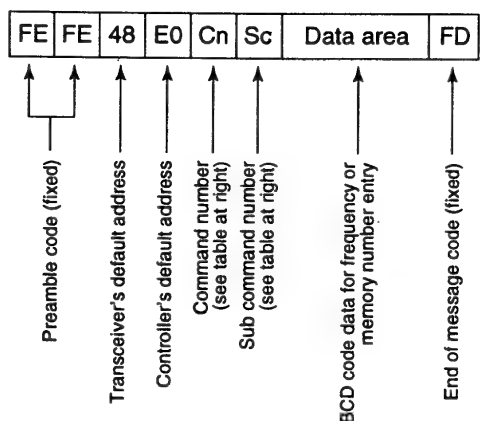 FE FE 48 E0 Cn Sc Data area FD
Preamble code (fixed)
Transceiver's default address
Controller's default address
Command number
(see table at right)
Sub command number
(see table at right)
BCD code data for frequency or
memory number entry
End of message code (fixed)